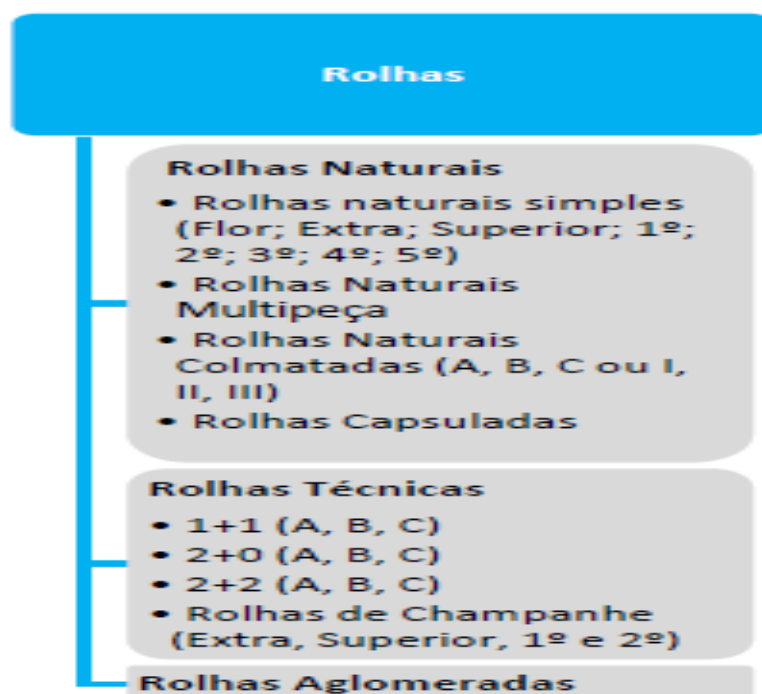 Rolhas
Rolhas Naturais
• Rolhas naturais simples
(Flor; Extra; Superior; 1º;
2º; 3º; 4º; 5º)
• Rolhas Naturais
Multipeça
• Rolhas Naturais
Colmatadas (A, B, C ou I,
II, III)
• Rolhas Capsuladas
Rolhas Técnicas
• 1+1 (A, B, C)
• 2+0 (A, B, C)
• 2+2 (A, B, C)
• Rolhas de Champanhe
(Extra, Superior, 1º e 2º)
Rolhas Aglomeradas